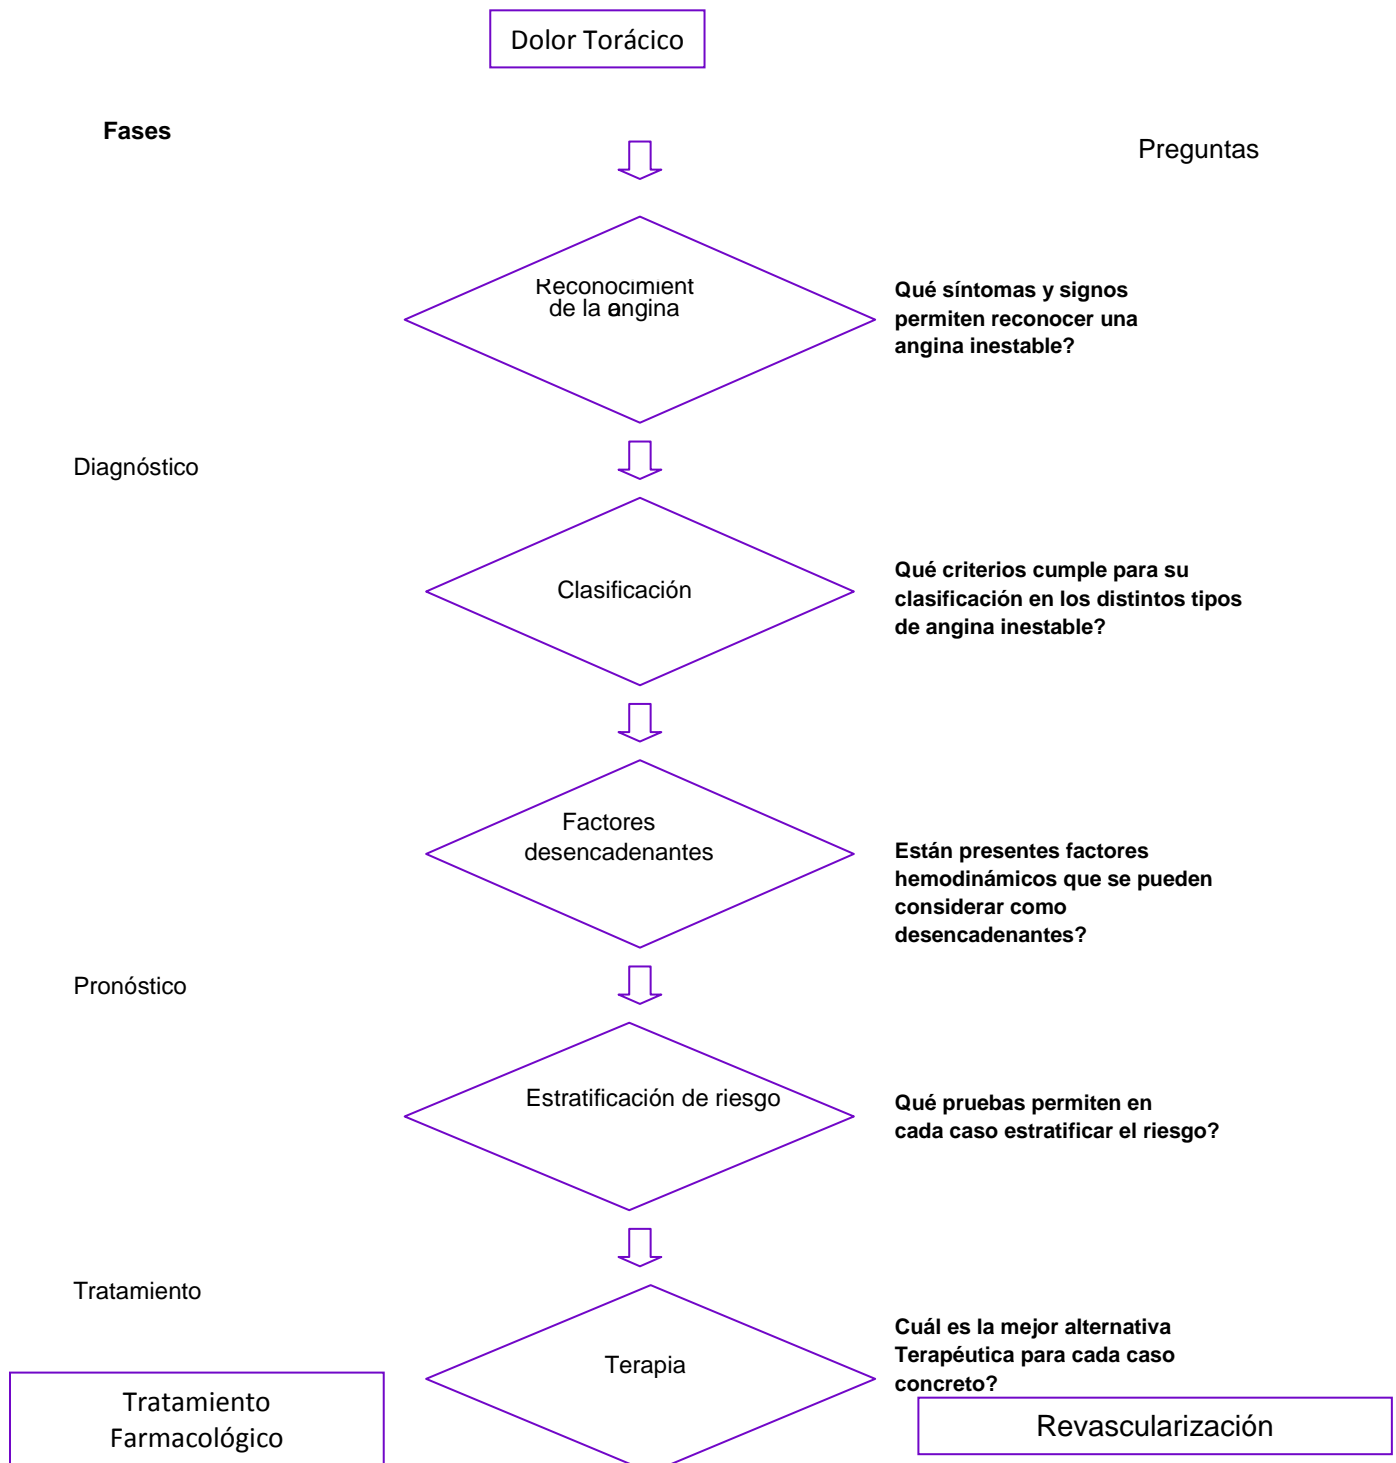 Dolor Torácico
Fases
Preguntas
Reconocimient
de la angina
Qué síntomas y signos
permiten reconocer una
angina inestable?
Diagnóstico
Clasificación
Qué criterios cumple para su
clasificación en los distintos tipos
de angina inestable?
Factores
desencadenantes
Están presentes factores
hemodinámicos que se pueden
considerar como
desencadenantes?
Pronóstico
Estratificación de riesgo
Qué pruebas permiten en
cada caso estratificar el riesgo?
Tratamiento
Terapia
Cuál es la mejor alternativa
Terapéutica para cada caso
concreto?
Tratamiento
Farmacológico
Revascularización